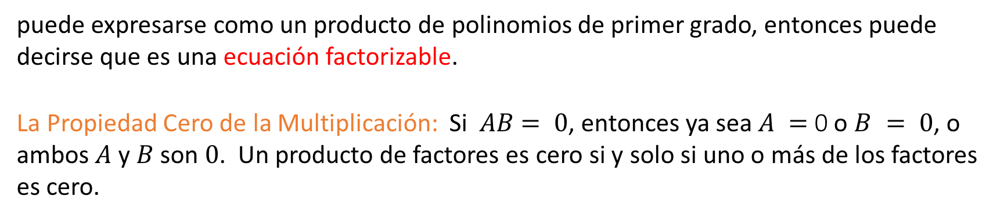 puede expresarse como un producto de polinomios de primer grado, entonces puede
decirse que es una ecuación factorizable.
La Propiedad Cero de la Multiplicación: Si AB = 0, entonces ya sea A = 0 o B = 0, o
ambos A y B son 0. Un producto de factores es cero si y solo si uno o más de los factores
es cero.